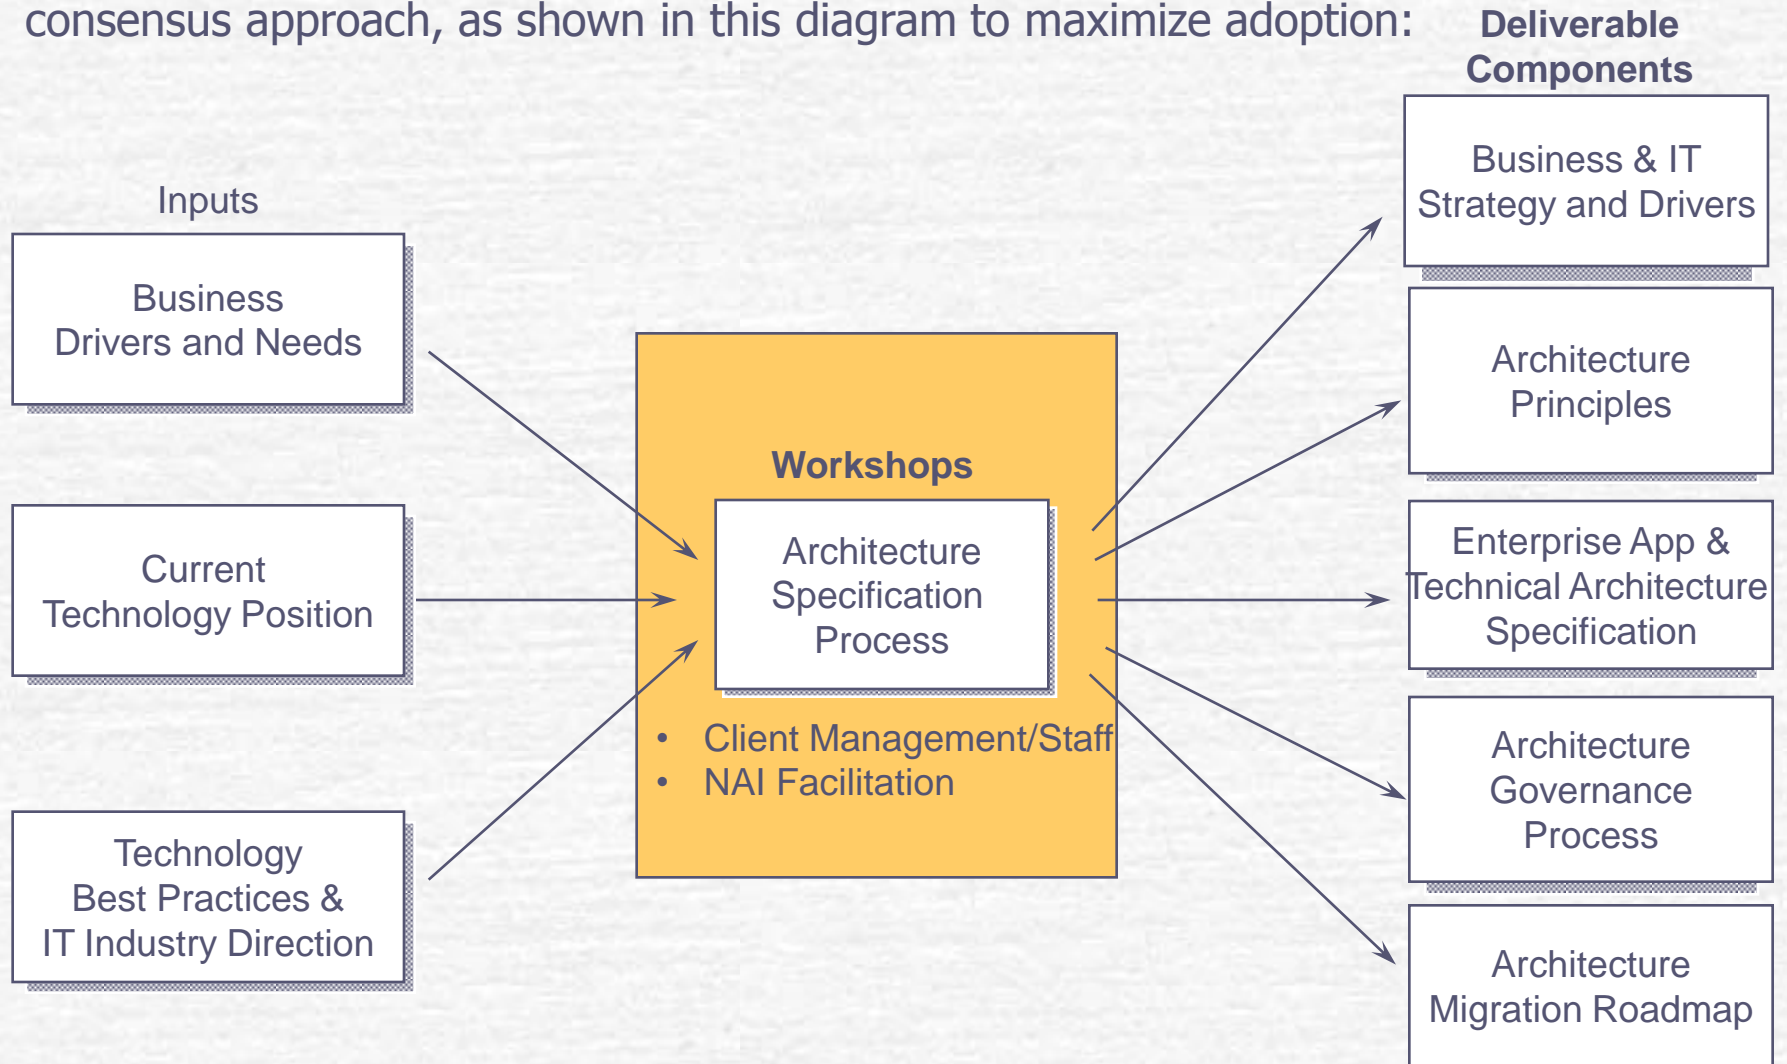 consensus approach, as shown in this diagram to maximize adoption:
Inputs
Business
Drivers and Needs
Current
Technology Position
Technology
Best Practices &
IT Industry Direction
Workshops
Architecture
Specification
Process
• Client Management/Staff
• NAI Facilitation
Deliverable
Components
Business & IT
Strategy and Drivers
Architecture
Principles
Enterprise App &
Technical Architecture
Specification
Architecture
Governance
Process
Architecture
Migration Roadmap